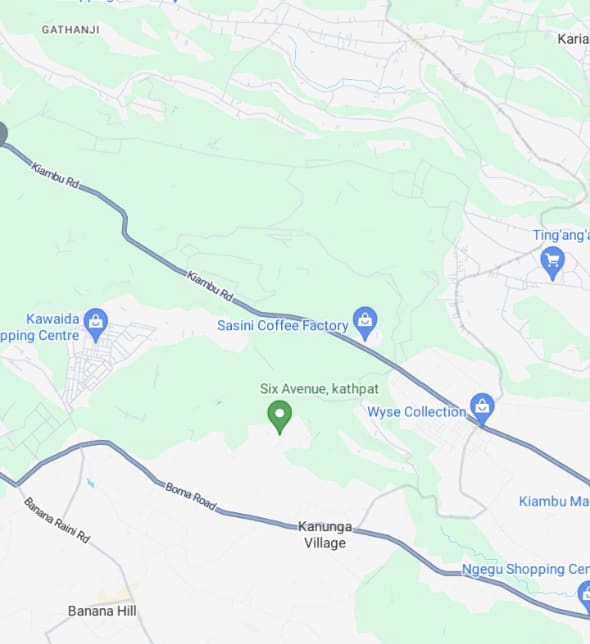 GATHANJI
Karia
Kiambu Rd
Ting'ang'a
Kiambu Rd
Kawaida
pping Centre
Sasini Coffee Factory
Six Avenue, kathpat
Wyse Collection
Boma Road
Banana Raini Rd
Kiambu Ma
Kanunga
Village
Ngegu Shopping Cen
Banana Hill